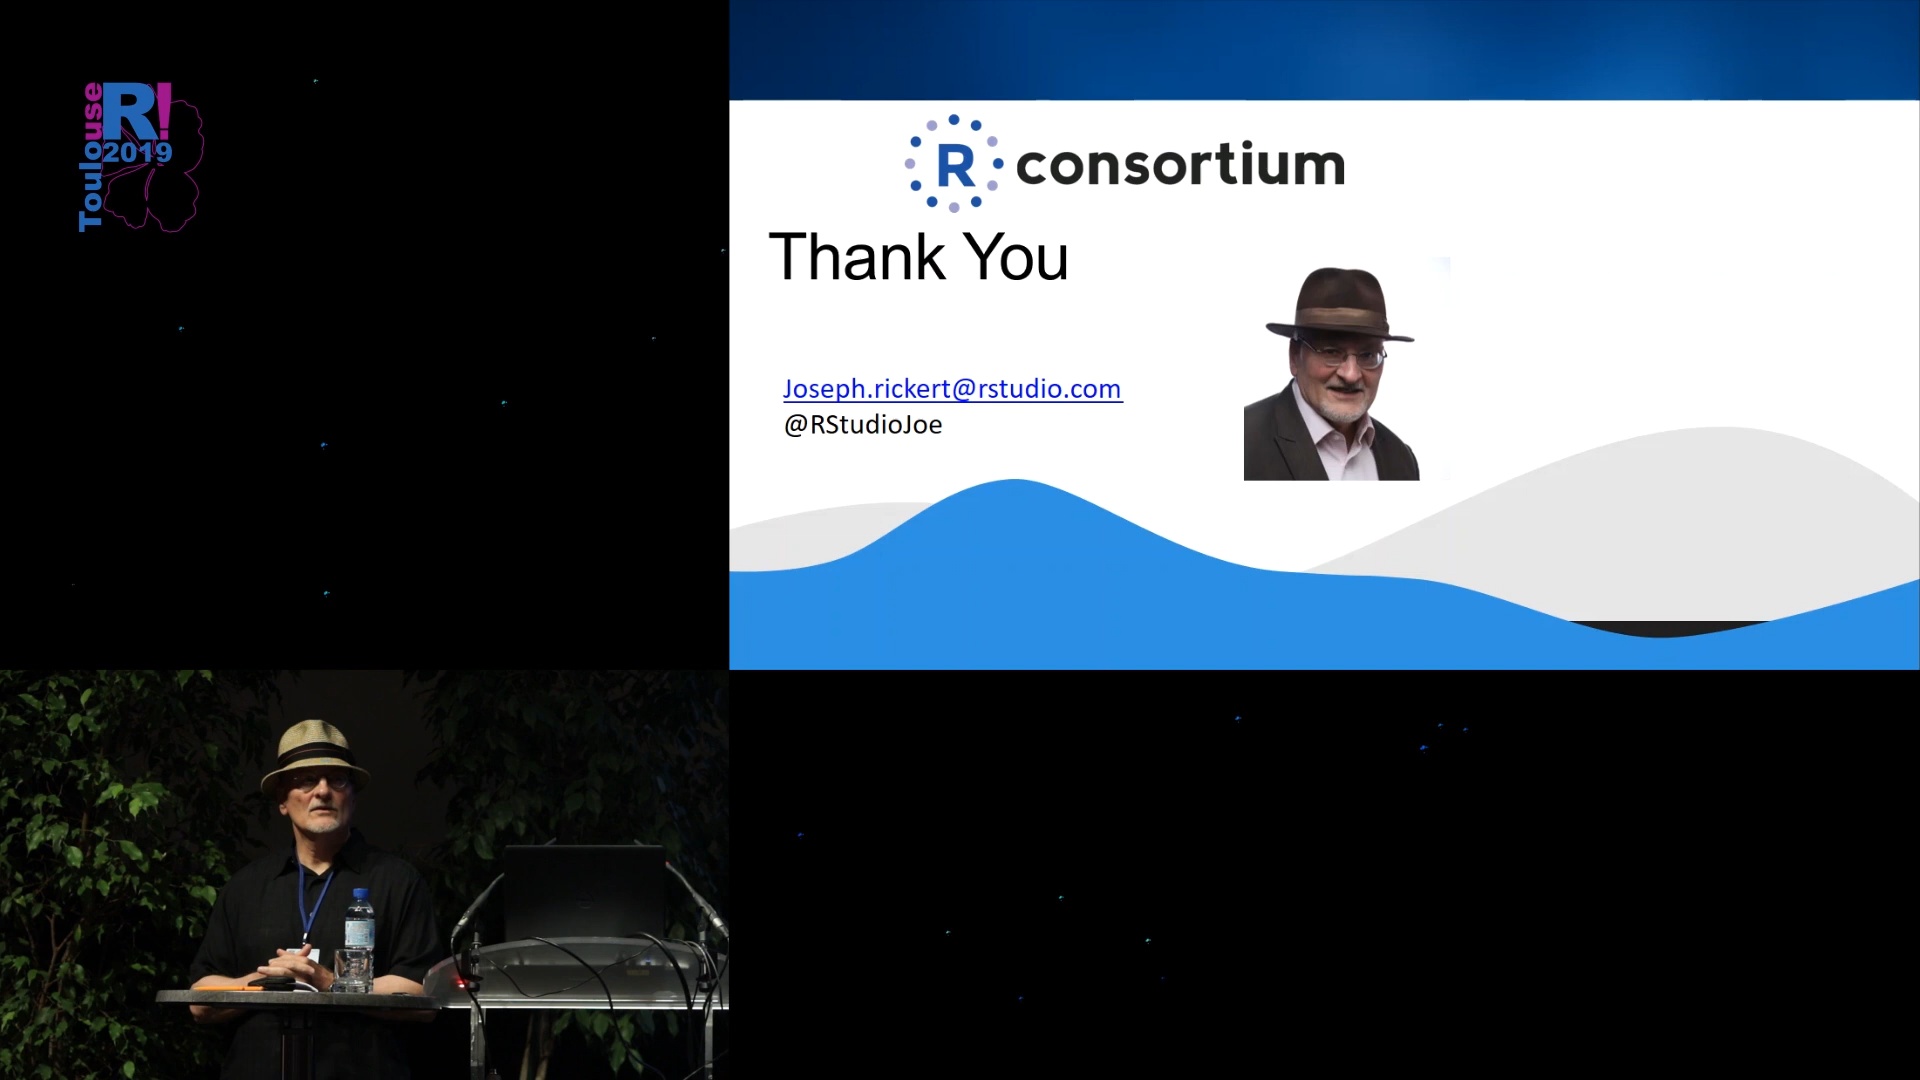 Toulouse
R!
2019
R consortium
Thank You
Joseph.rickert@rstudio.com
@RStudioJoe